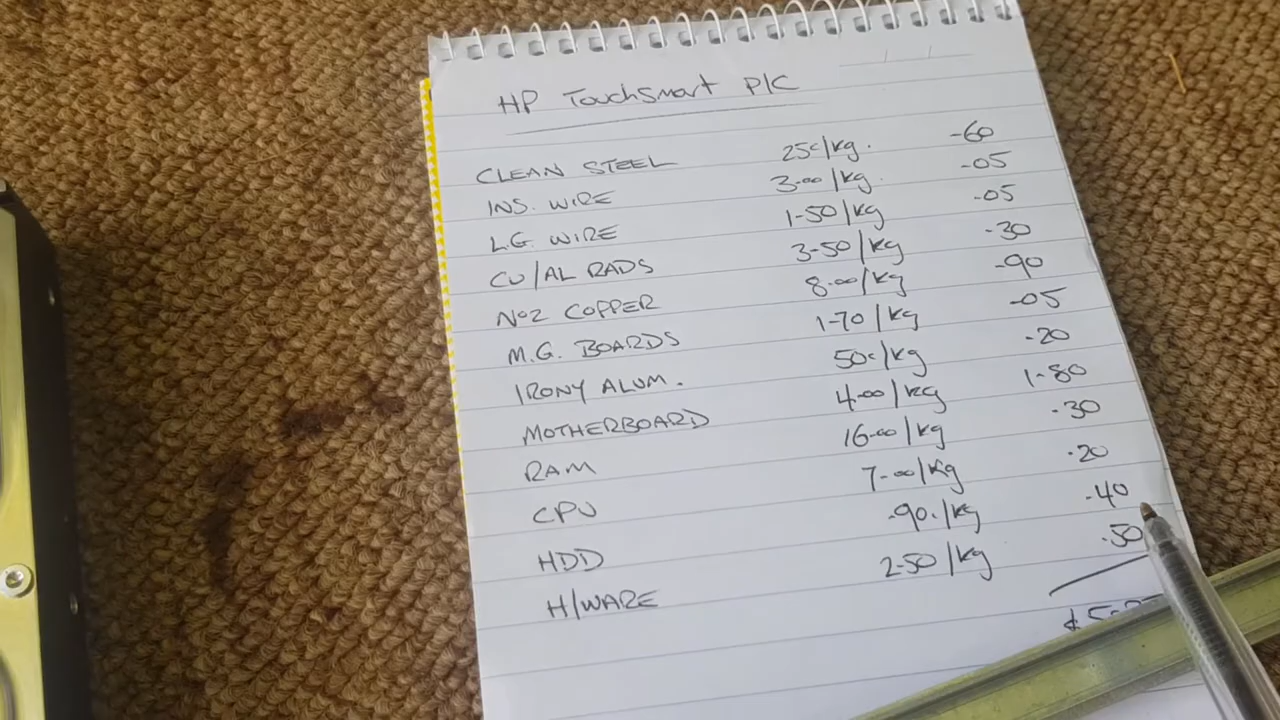 HP TouchSmart P/C
CLEAN STEEL 25c/kg. -60
INS. WIRE 3-00/kg. -05
L.G. WIRE 1-50/kg -05
CU/AL RADS 3-50/kg -30
No2 COPPER 8-00/kg -90
M.G. BOARDS 1-70/kg -05
IRONY ALUM. 50c/kg -20
MOTHERBOARD 4-00/kg 1-80
RAM 16-00/kg -30
CPU 7-00/kg -20
HDD -90c/kg -40
H/WARE 2-50/kg .50